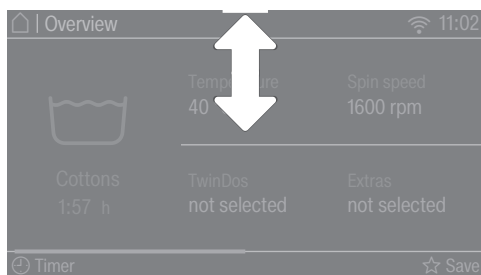 | Overview 11:02
Temperature Spin speed
40 1600 rpm
Cottons TwinDos Extras
1:57 h not selected not selected
Timer Save